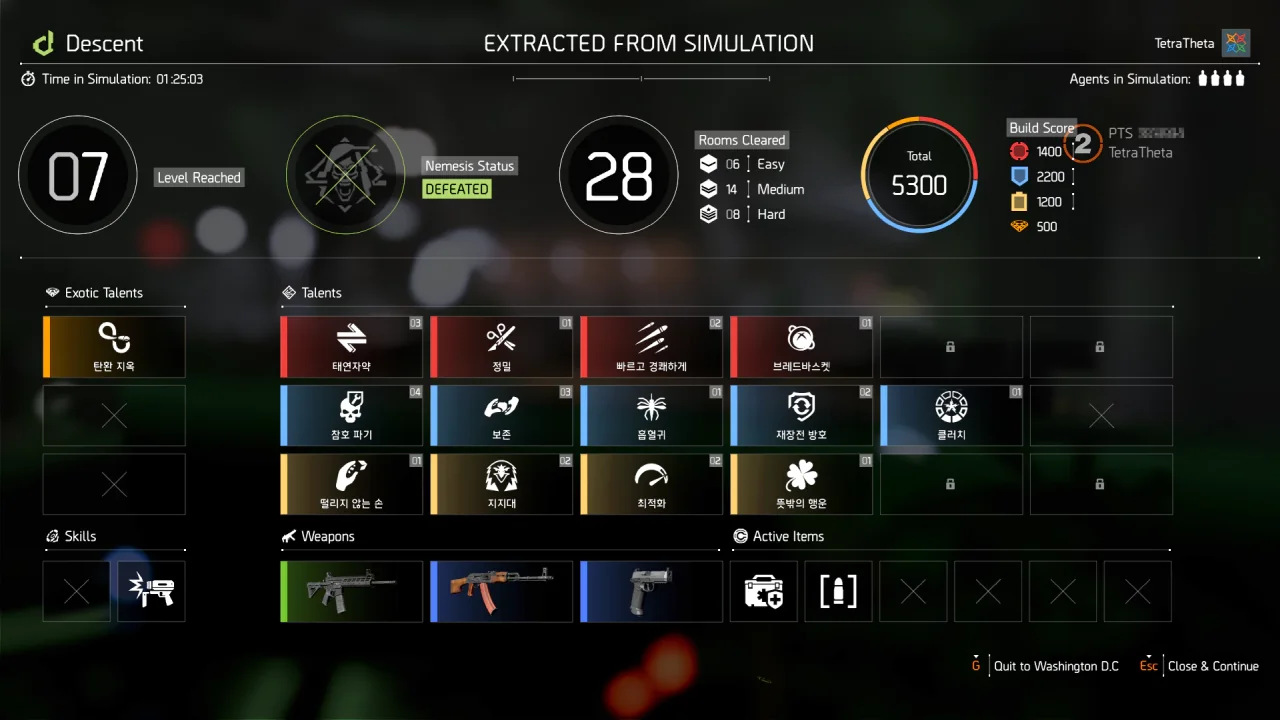 Descent
EXTRACTED FROM SIMULATION
TetraTheta
Time in Simulation: 01:25:03
Agents in Simulation:
07
Level Reached
Nemesis Status
DEFEATED
28
Rooms Cleared
06 Easy
14 Medium
08 Hard
Total
5300
Build Score
1400
2200
1200
500
2
PTS
TetraTheta
Exotic Talents
Talents
탄환 지옥
03
태연자약
01
정밀
02
빠르고 경쾌하게
01
브레드바스켓
04
참호 파기
03
보존
01
흡혈귀
02
재장전 방호
01
클러치
01
떨리지 않는 손
02
지지대
02
최적화
01
뜻밖의 행운
Skills
Weapons
Active Items
G Quit to Washington D.C
Esc Close & Continue